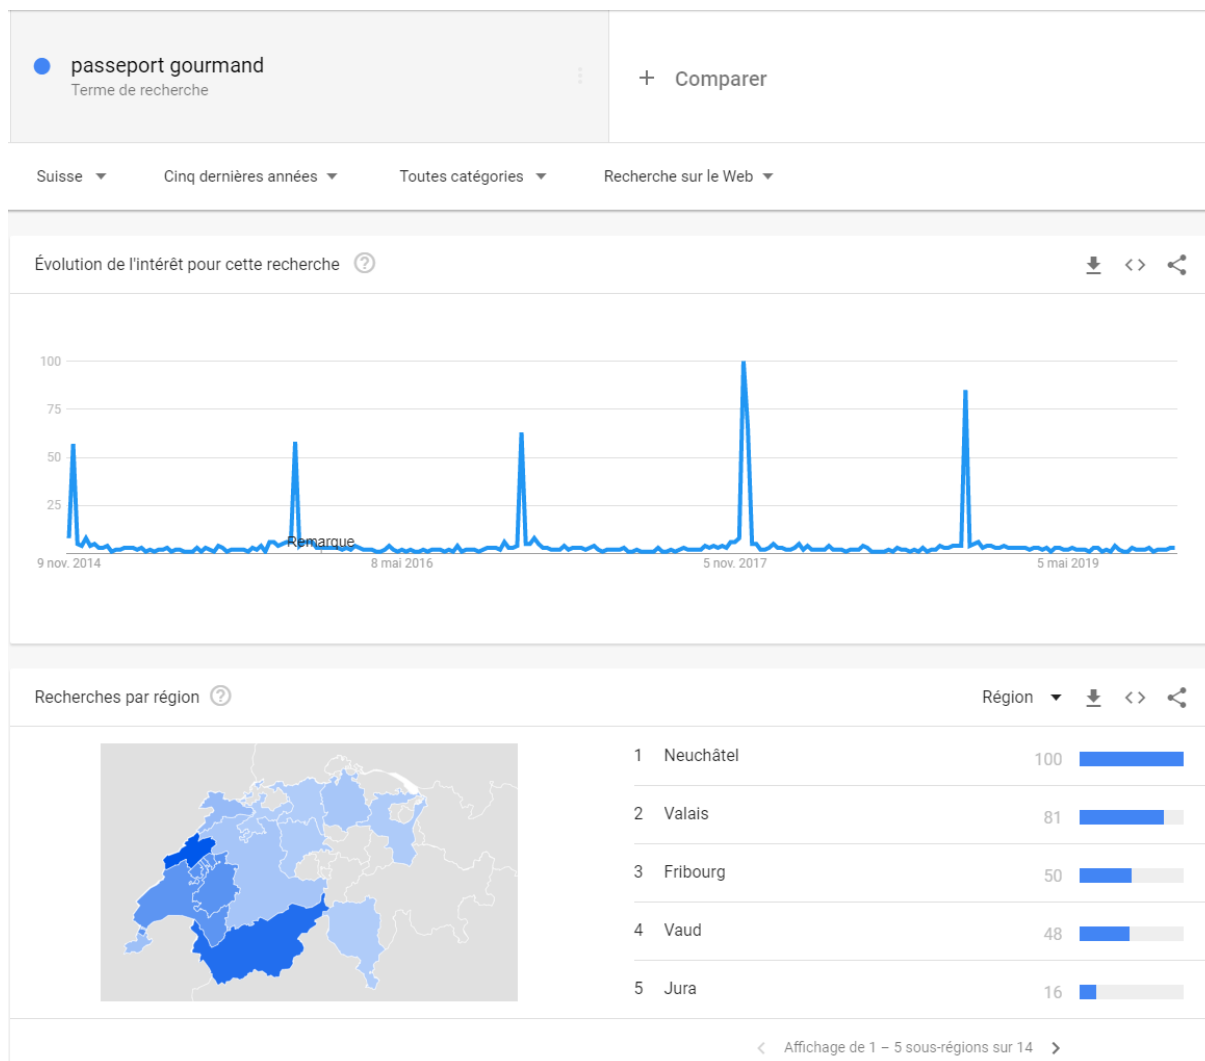 passeport gourmand
Terme de recherche
+ Comparer
Suisse
Cinq dernières années
Toutes catégories
Recherche sur le Web
Évolution de l'intérêt pour cette recherche ?
100
75
50
25
Remarque
9 nov. 2014
8 mai 2016
5 nov. 2017
5 mai 2019
Recherches par région ?
Région
1 Neuchâtel 100
2 Valais 81
3 Fribourg 50
4 Vaud 48
5 Jura 16
Affichage de 1 – 5 sous-régions sur 14